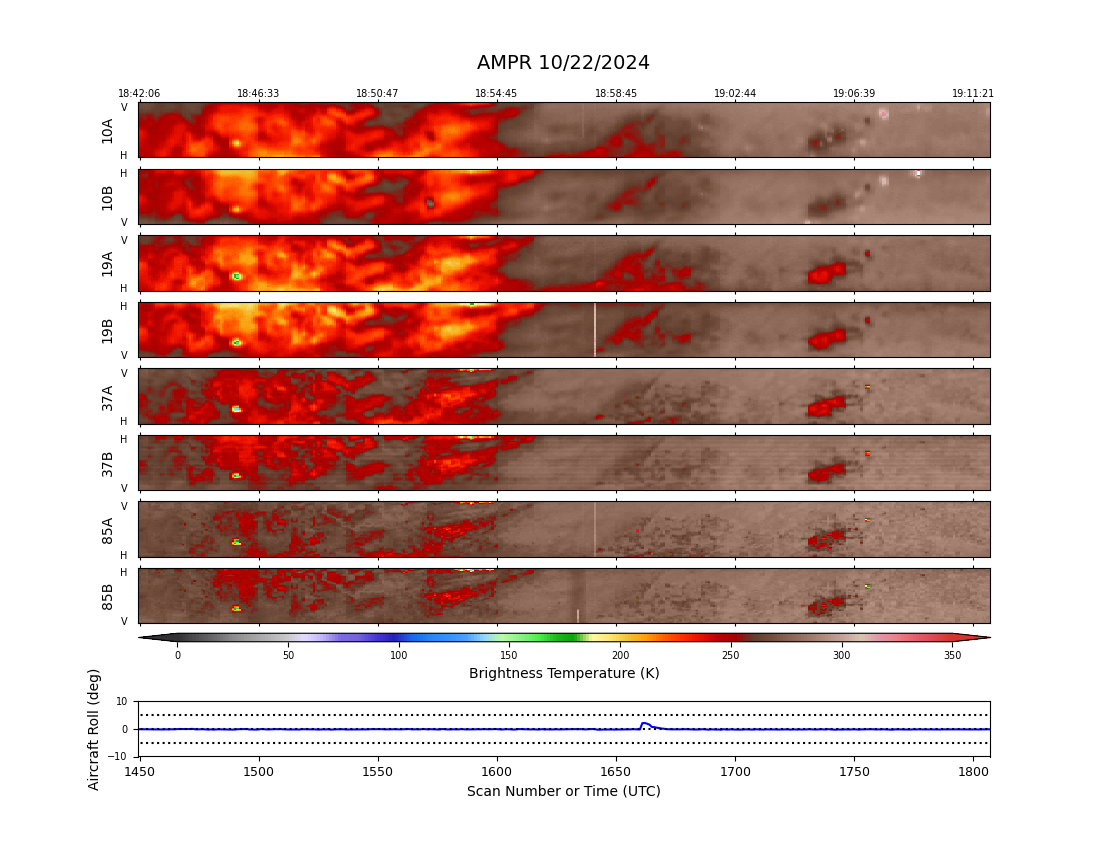 AMPR 10/22/2024
18:42:06 18:46:33 18:50:47 18:54:45 18:58:45 19:02:44 19:06:39 19:11:21
V
10A
H
H
10B
V
V
19A
H
H
19B
V
V
37A
H
H
37B
V
V
85A
H
H
85B
V
0 50 100 150 200 250 300 350
Brightness Temperature (K)
Aircraft Roll (deg)
10
0
−10
1450 1500 1550 1600 1650 1700 1750 1800
Scan Number or Time (UTC)